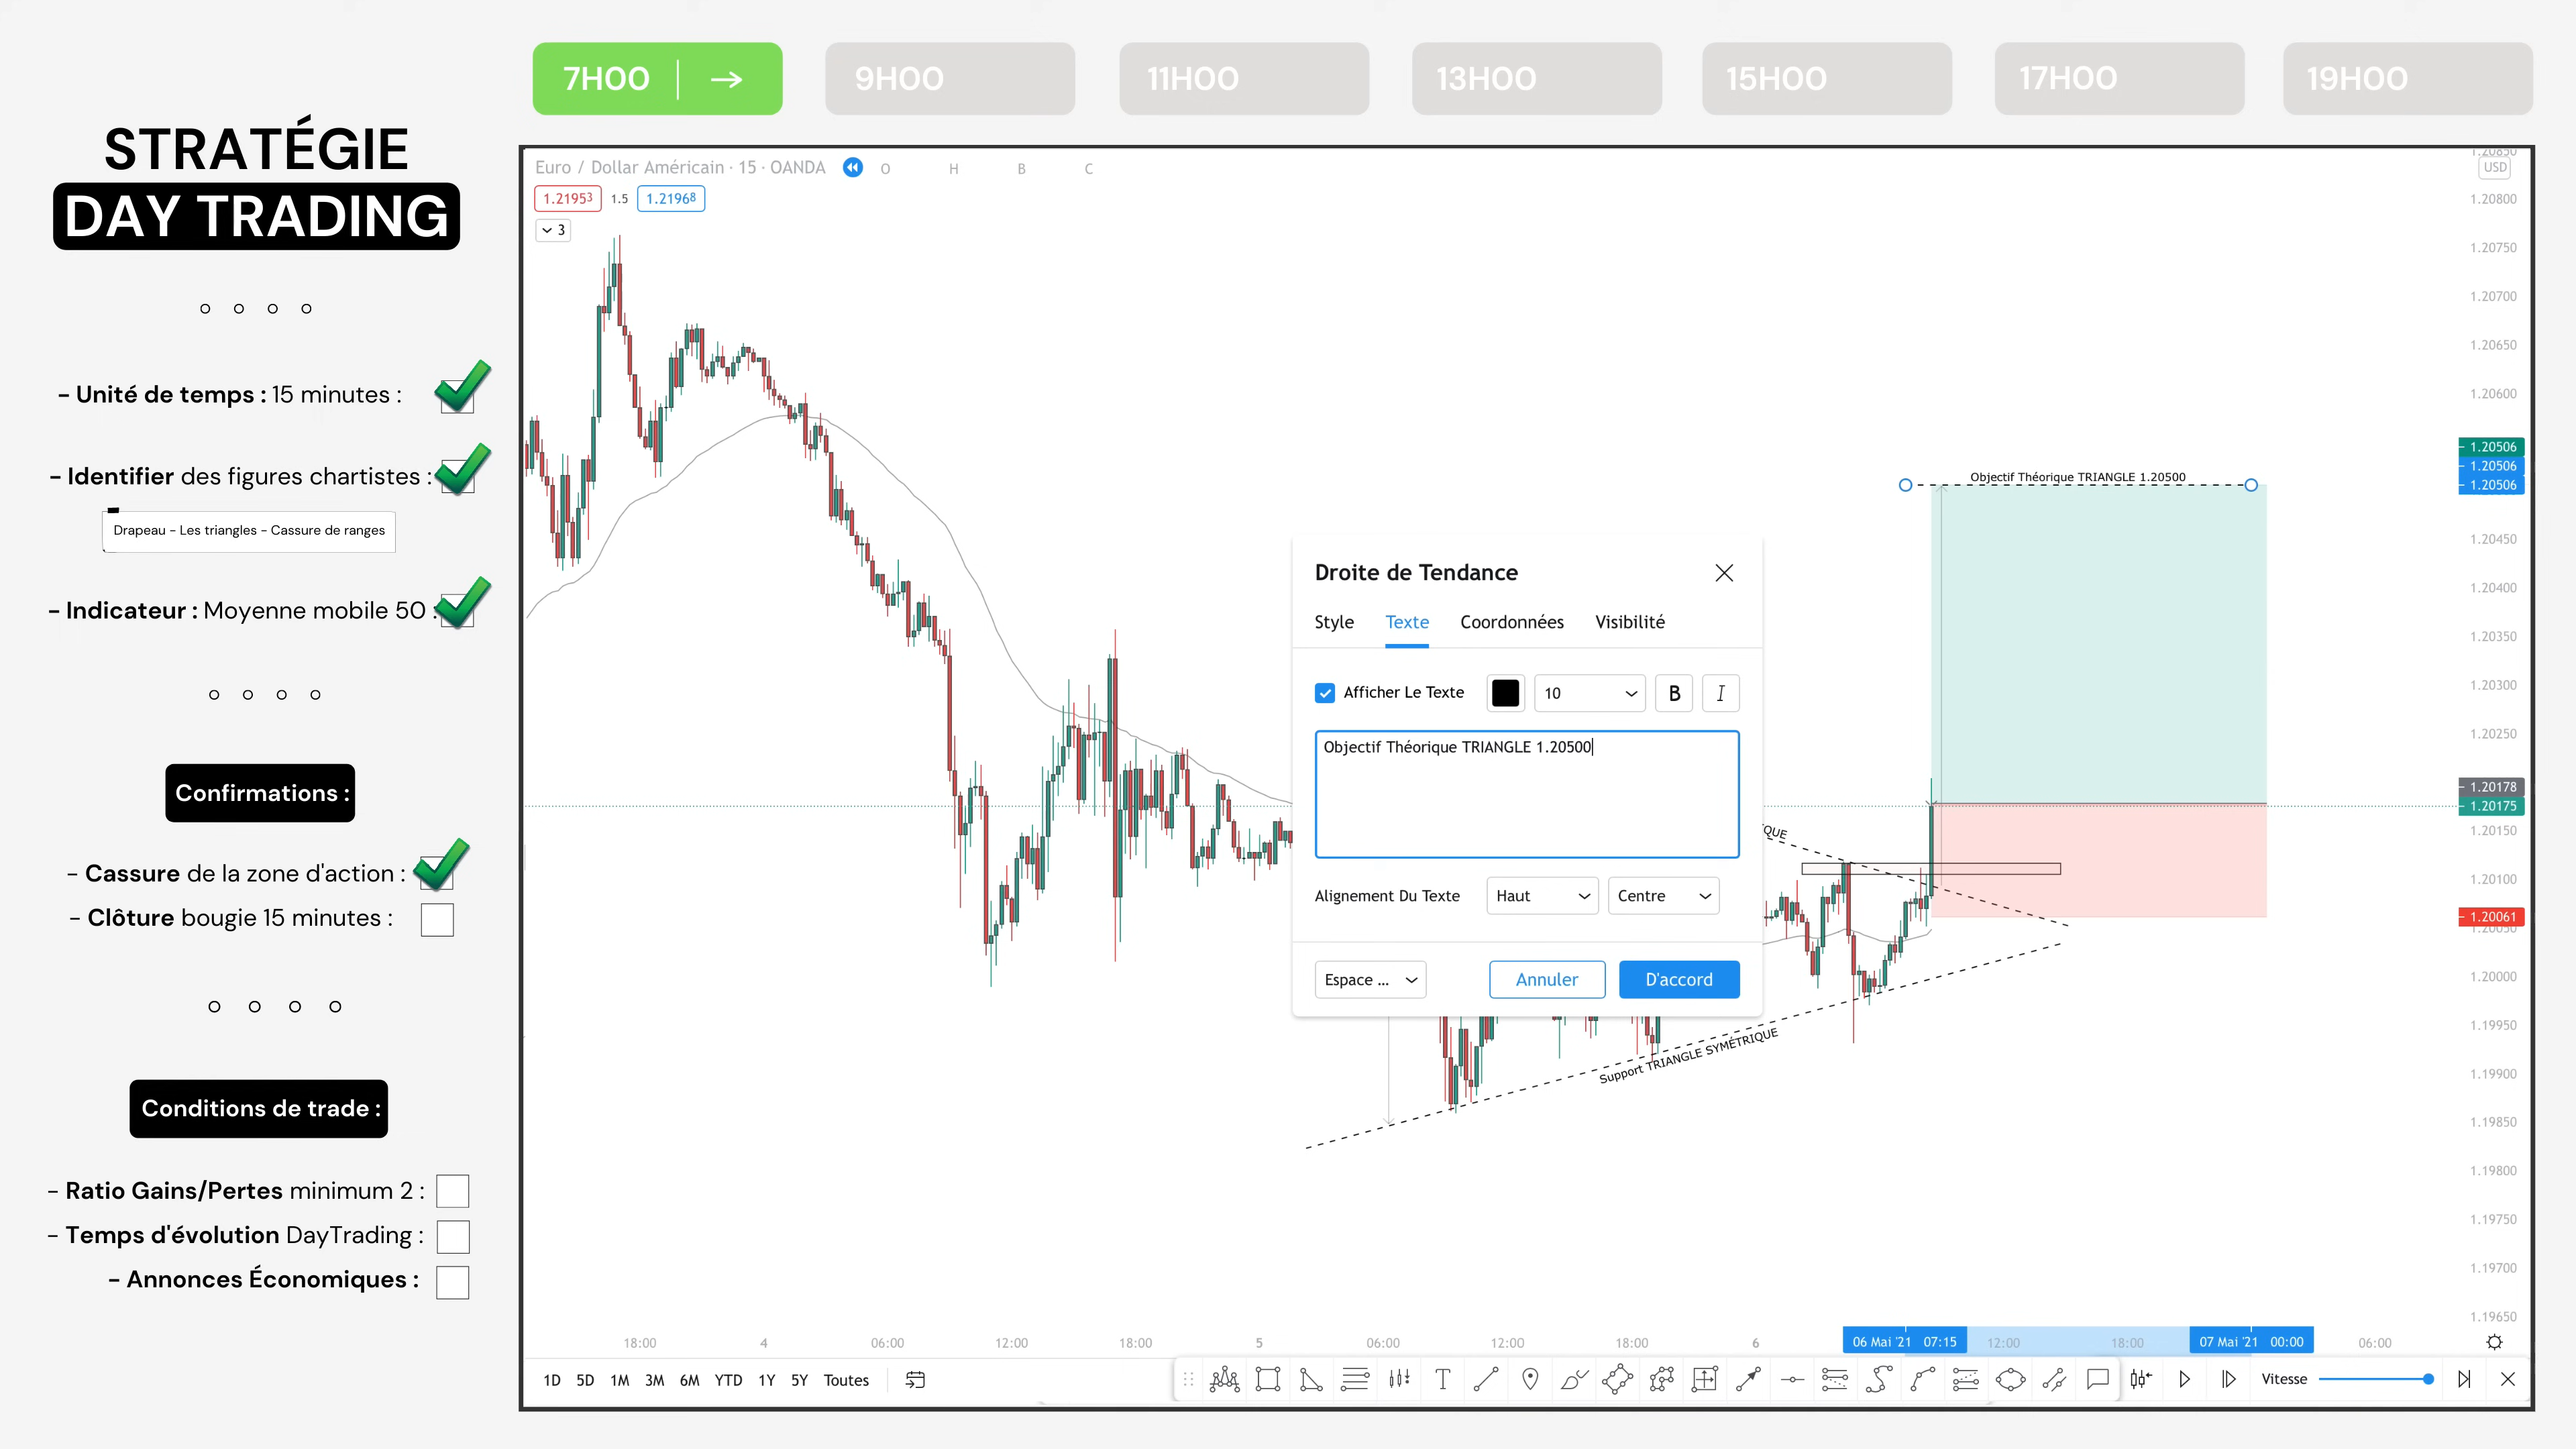 7H00
9H00
11H00
13H00
15H00
17H00
19H00
STRATÉGIE
DAY TRADING
- Unité de temps : 15 minutes :
- Identifier des figures chartistes :
Drapeau - Les triangles - Cassure de ranges
- Indicateur : Moyenne mobile 50 :
Confirmations :
- Cassure de la zone d'action :
- Clôture bougie 15 minutes :
Conditions de trade :
- Ratio Gains/Pertes minimum 2 :
- Temps d'évolution DayTrading :
- Annonces Économiques :
Euro / Dollar Américain · 15 · OANDA O H B C
1.21953 1.5 1.21968
3
Objectif Théorique TRIANGLE 1.20500
Droite de Tendance
Style Texte Coordonnées Visibilité
Afficher Le Texte 10 B I
Objectif Théorique TRIANGLE 1.20500
Alignement Du Texte Haut Centre
Espace ... Annuler D'accord
QUE
Support TRIANGLE SYMÉTRIQUE
1.20850
USD
1.20800
1.20750
1.20700
1.20650
1.20600
1.20506
1.20506
1.20506
1.20450
1.20400
1.20350
1.20300
1.20250
1.20178
1.20175
1.20150
1.20100
1.20061
1.20050
1.20000
1.19950
1.19900
1.19850
1.19800
1.19750
1.19700
1.19650
18:00 4 06:00 12:00 18:00 5 06:00 12:00 18:00 6 06 Mai '21 07:15 12:00 18:00 07 Mai '21 00:00 06:00
1D 5D 1M 3M 6M YTD 1Y 5Y Toutes
T
Vitesse